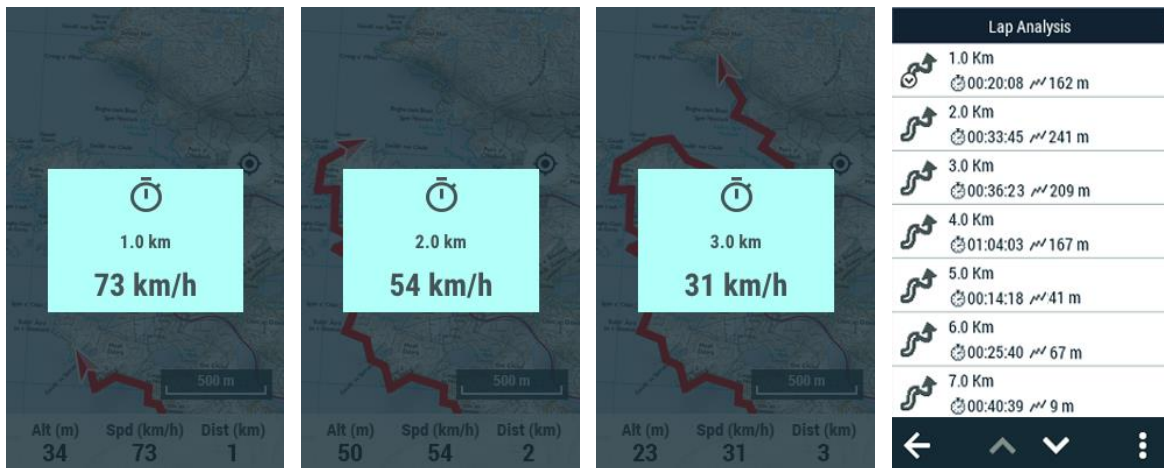 1.0 km
73 km/h
500 m
Alt (m) Spd (km/h) Dist (km)
34 73 1
2.0 km
54 km/h
500 m
Alt (m) Spd (km/h) Dist (km)
50 54 2
3.0 km
31 km/h
500 m
Alt (m) Spd (km/h) Dist (km)
23 31 3
Lap Analysis
1.0 Km
00:20:08 162 m
2.0 Km
00:33:45 241 m
3.0 Km
00:36:23 209 m
4.0 Km
01:04:03 167 m
5.0 Km
00:14:18 41 m
6.0 Km
00:25:40 67 m
7.0 Km
00:40:39 9 m